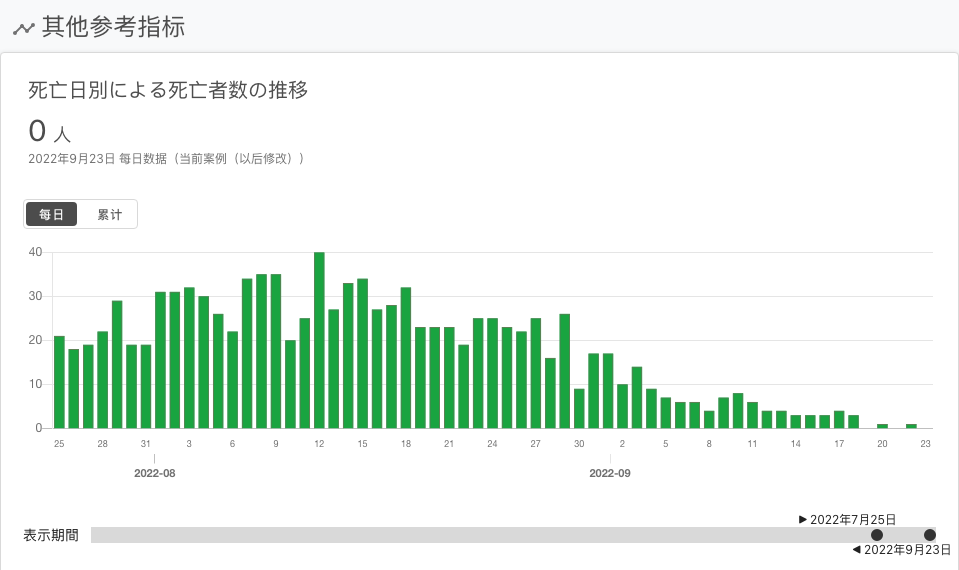 其他参考指标
死亡日別による死亡者数の推移
0 人
2022年9月23日 每日数据（当前案例（以后修改））
每日 累计
40
30
20
10
0
25 28 31 3 6 9 12 15 18 21 24 27 30 2 5 8 11 14 17 20 23
2022-08 2022-09
2022年7月25日
表示期間
2022年9月23日